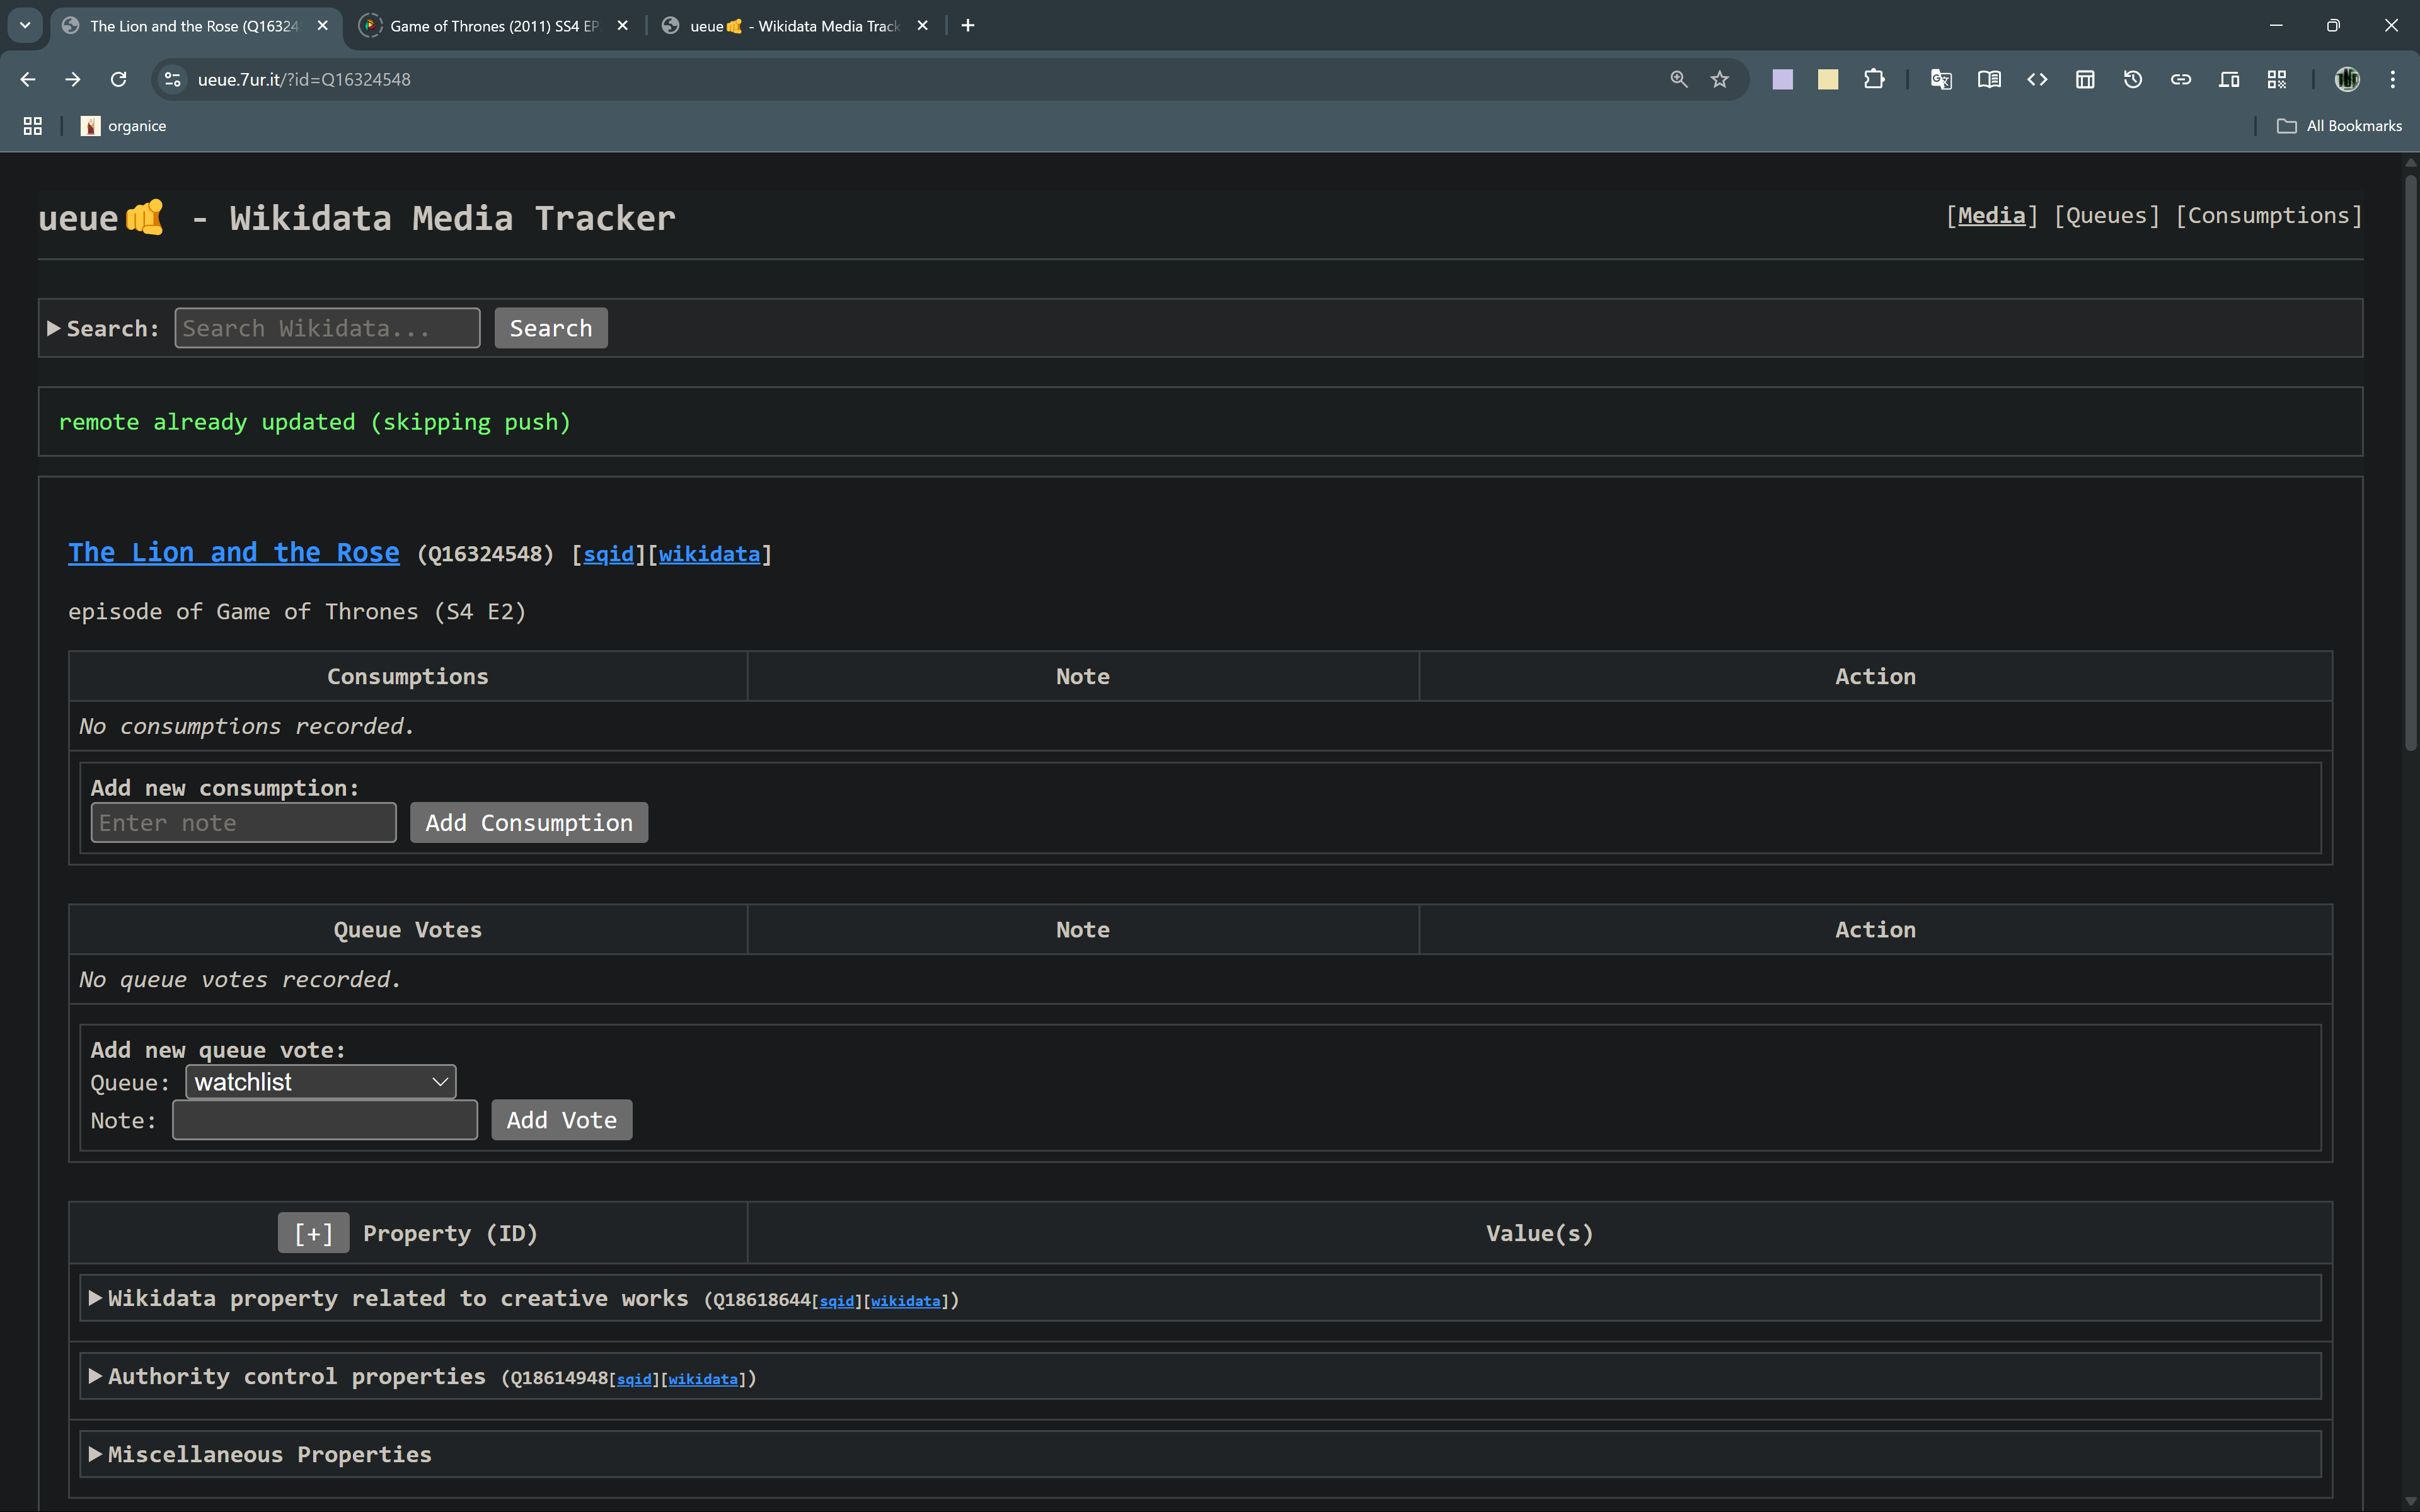 The Lion and the Rose (Q16324
Game of Thrones (2011) SS4 EP
ueue🫵 - Wikidata Media Track
ueue.7ur.it/?id=Q16324548
organice
All Bookmarks
ueue🫵 - Wikidata Media Tracker
[Media] [Queues] [Consumptions]
▶Search: Search Wikidata... Search
remote already updated (skipping push)
The Lion and the Rose (Q16324548) [sqid][wikidata]
episode of Game of Thrones (S4 E2)
Consumptions Note Action
No consumptions recorded.
Add new consumption:
Enter note Add Consumption
Queue Votes Note Action
No queue votes recorded.
Add new queue vote:
Queue: watchlist
Note: Add Vote
[+] Property (ID) Value(s)
▶Wikidata property related to creative works (Q18618644[sqid][wikidata])
▶Authority control properties (Q18614948[sqid][wikidata])
▶Miscellaneous Properties